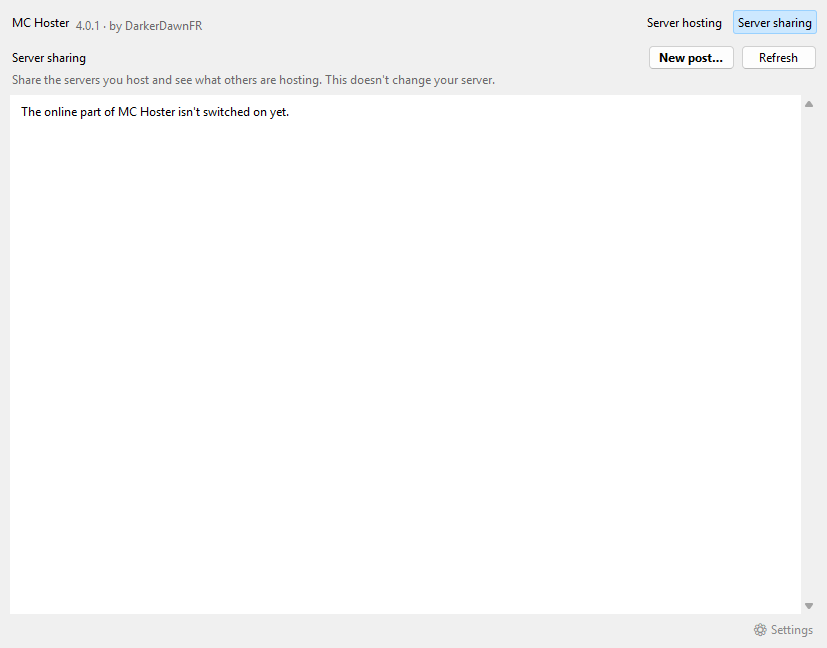 MC Hoster 4.0.1 · by DarkerDawnFR Server hosting Server sharing
Server sharing New post... Refresh
Share the servers you host and see what others are hosting. This doesn't change your server.
The online part of MC Hoster isn't switched on yet.
Settings